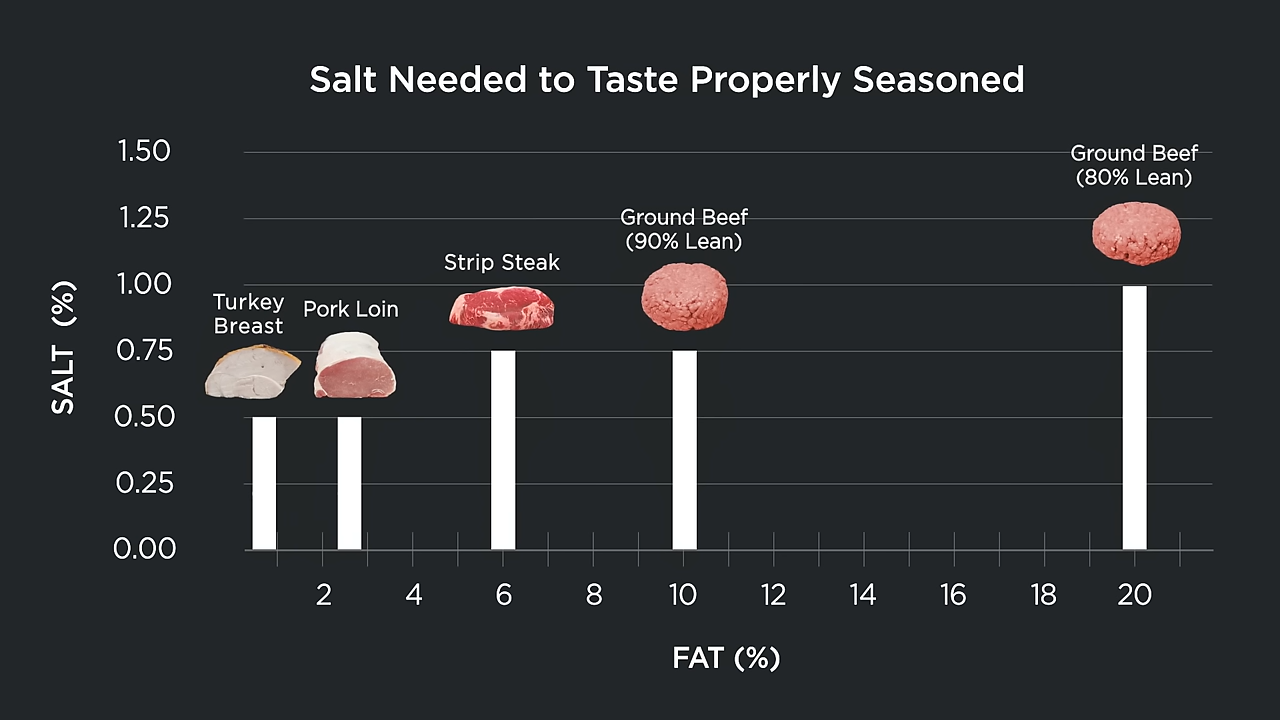 Salt Needed to Taste Properly Seasoned
1.50
1.25
1.00
0.75
0.50
0.25
0.00
SALT (%)
Turkey
Breast
Pork Loin
Strip Steak
Ground Beef
(90% Lean)
Ground Beef
(80% Lean)
2 4 6 8 10 12 14 16 18 20
FAT (%)